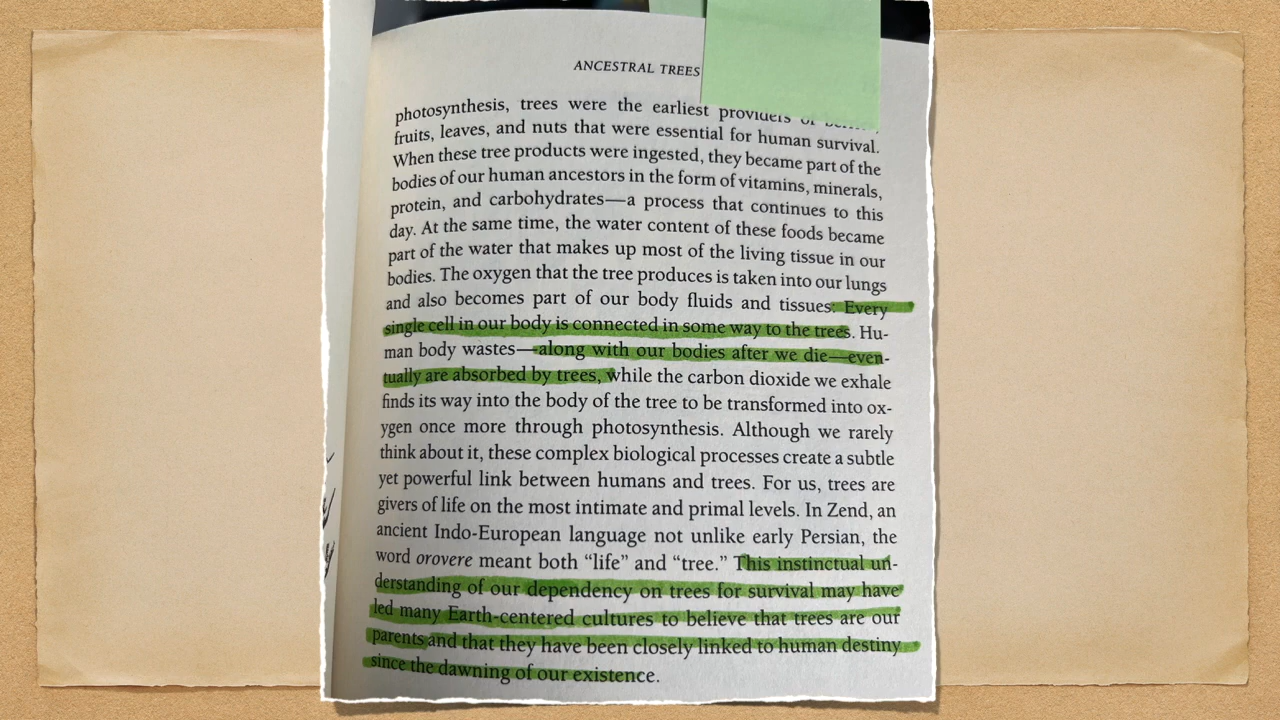 ANCESTRAL TREES
photosynthesis, trees were the earliest providers of
fruits, leaves, and nuts that were essential for human survival.
When these tree products were ingested, they became part of the
bodies of our human ancestors in the form of vitamins, minerals,
protein, and carbohydrates—a process that continues to this
day. At the same time, the water content of these foods became
part of the water that makes up most of the living tissue in our
bodies. The oxygen that the tree produces is taken into our lungs
and also becomes part of our body fluids and tissues: Every
single cell in our body is connected in some way to the trees. Hu-
man body wastes—along with our bodies after we die—even-
tually are absorbed by trees, while the carbon dioxide we exhale
finds its way into the body of the tree to be transformed into ox-
ygen once more through photosynthesis. Although we rarely
think about it, these complex biological processes create a subtle
yet powerful link between humans and trees. For us, trees are
givers of life on the most intimate and primal levels. In Zend, an
ancient Indo-European language not unlike early Persian, the
word orovere meant both “life” and “tree.” This instinctual un-
derstanding of our dependency on trees for survival may have
led many Earth-centered cultures to believe that trees are our
parents and that they have been closely linked to human destiny
since the dawning of our existence.